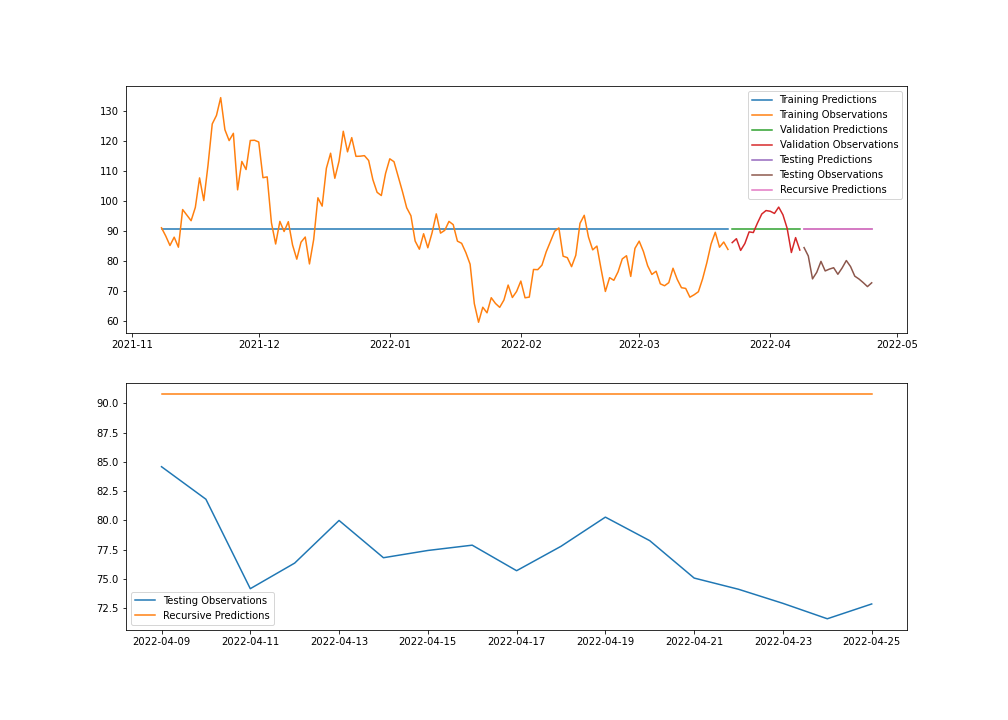 130
120
110
100
90
80
70
60
Training Predictions
Training Observations
Validation Predictions
Validation Observations
Testing Predictions
Testing Observations
Recursive Predictions
2021-11 2021-12 2022-01 2022-02 2022-03 2022-04 2022-05
90.0
87.5
85.0
82.5
80.0
77.5
75.0
72.5
Testing Observations
Recursive Predictions
2022-04-09 2022-04-11 2022-04-13 2022-04-15 2022-04-17 2022-04-19 2022-04-21 2022-04-23 2022-04-25